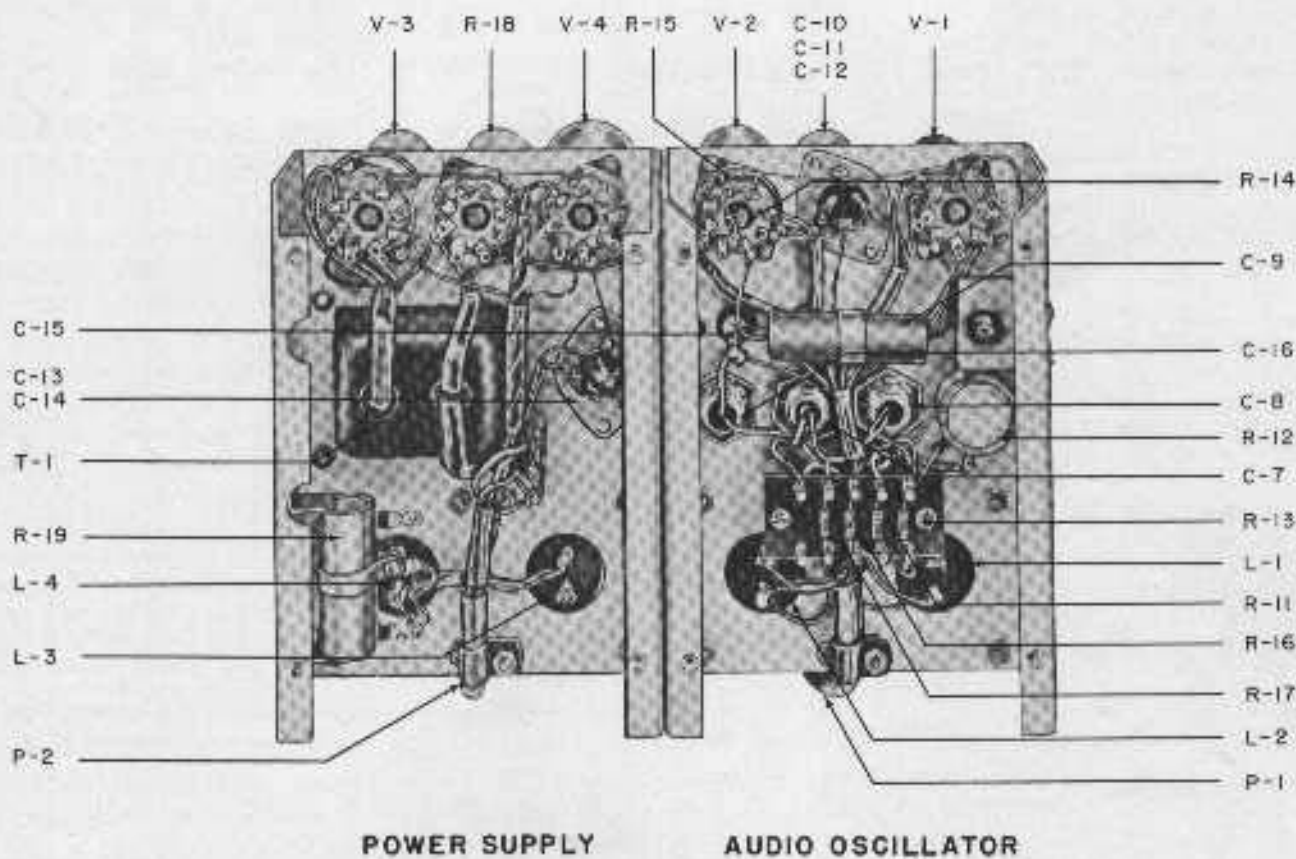 V-3 R-18 V-4 R-15 V-2 C-10 V-1
C-11
C-12
R-14
C-9
C-15
C-16
C-13
C-14
C-8
R-12
T-1
C-7
R-13
R-19
L-1
L-4
R-11
R-16
L-3
R-17
L-2
P-2
P-1
POWER SUPPLY AUDIO OSCILLATOR